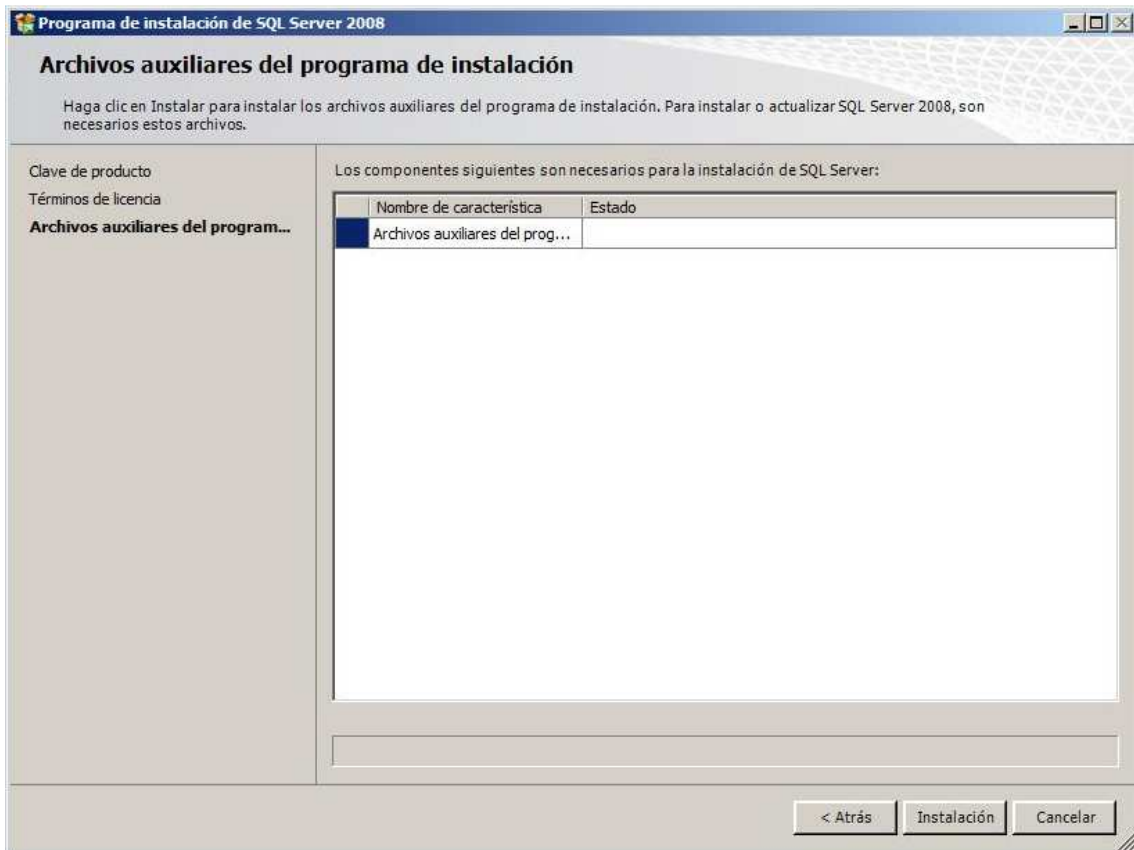 Programa de instalación de SQL Server 2008
Archivos auxiliares del programa de instalación
Haga clic en Instalar para instalar los archivos auxiliares del programa de instalación. Para instalar o actualizar SQL Server 2008, son
necesarios estos archivos.
Clave de producto
Términos de licencia
Archivos auxiliares del program...
Los componentes siguientes son necesarios para la instalación de SQL Server:
Nombre de característica Estado
Archivos auxiliares del prog...
< Atrás Instalación Cancelar